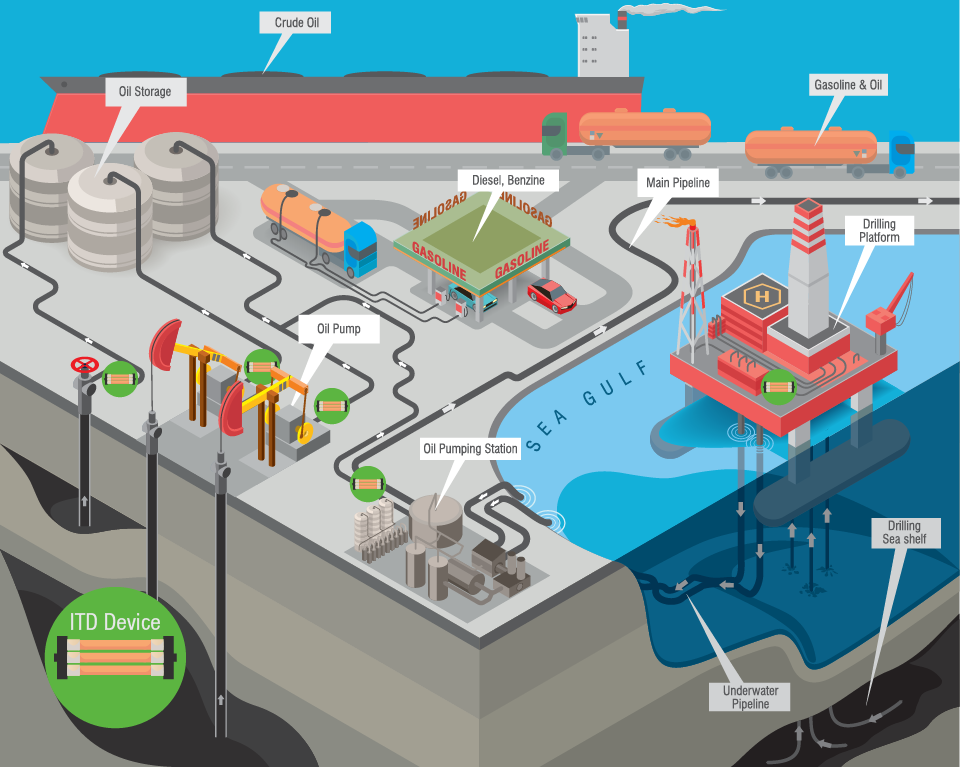 Crude Oil
Oil Storage
Gasoline & Oil
Diesel, Benzine
Main Pipeline
GASOLINE
GASOLINE
GASOLINE
GASOLINE
Drilling
Platform
H
Oil Pump
SEA GULF
Oil Pumping Station
Drilling
Sea shelf
ITD Device
Underwater
Pipeline